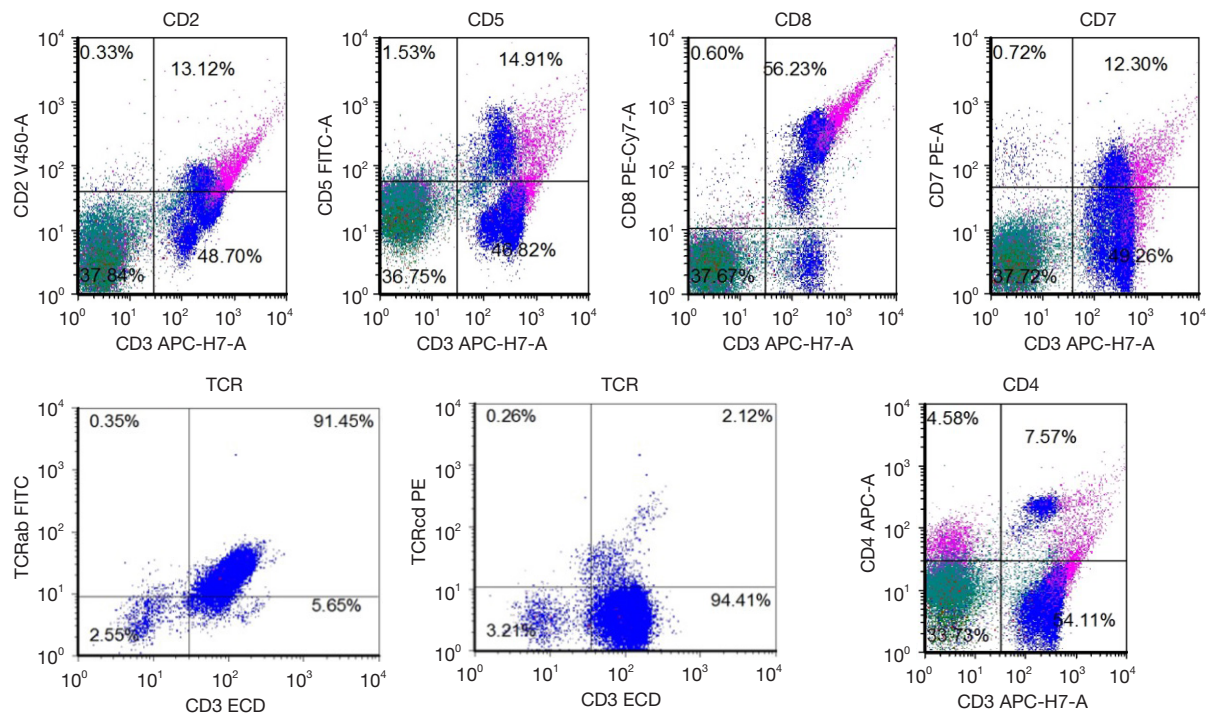 CD2
10⁴
10³
10²
10¹
10⁰
CD2 V450-A
0.33%
13.12%
48.70%
37.84%
10⁰ 10¹ 10² 10³ 10⁴
CD3 APC-H7-A
CD5
10⁴
10³
10²
10¹
10⁰
CD5 FITC-A
1.53%
14.91%
46.82%
36.75%
10⁰ 10¹ 10² 10³ 10⁴
CD3 APC-H7-A
CD8
10⁴
10³
10²
10¹
10⁰
CD8 PE-Cy7-A
0.60%
56.23%
37.67%
10⁰ 10¹ 10² 10³ 10⁴
CD3 APC-H7-A
CD7
10⁴
10³
10²
10¹
10⁰
CD7 PE-A
0.72%
12.30%
49.26%
37.72%
10⁰ 10¹ 10² 10³ 10⁴
CD3 APC-H7-A
TCR
10⁴
10³
10²
10¹
10⁰
TCRab FITC
0.35%
91.45%
5.65%
2.55%
10⁰ 10¹ 10² 10³ 10⁴
CD3 ECD
TCR
10⁴
10³
10²
10¹
10⁰
TCRcd PE
0.26%
2.12%
94.41%
3.21%
10⁰ 10¹ 10² 10³ 10⁴
CD3 ECD
CD4
10⁴
10³
10²
10¹
10⁰
CD4 APC-A
4.58%
7.57%
54.11%
33.73%
10⁰ 10¹ 10² 10³ 10⁴
CD3 APC-H7-A